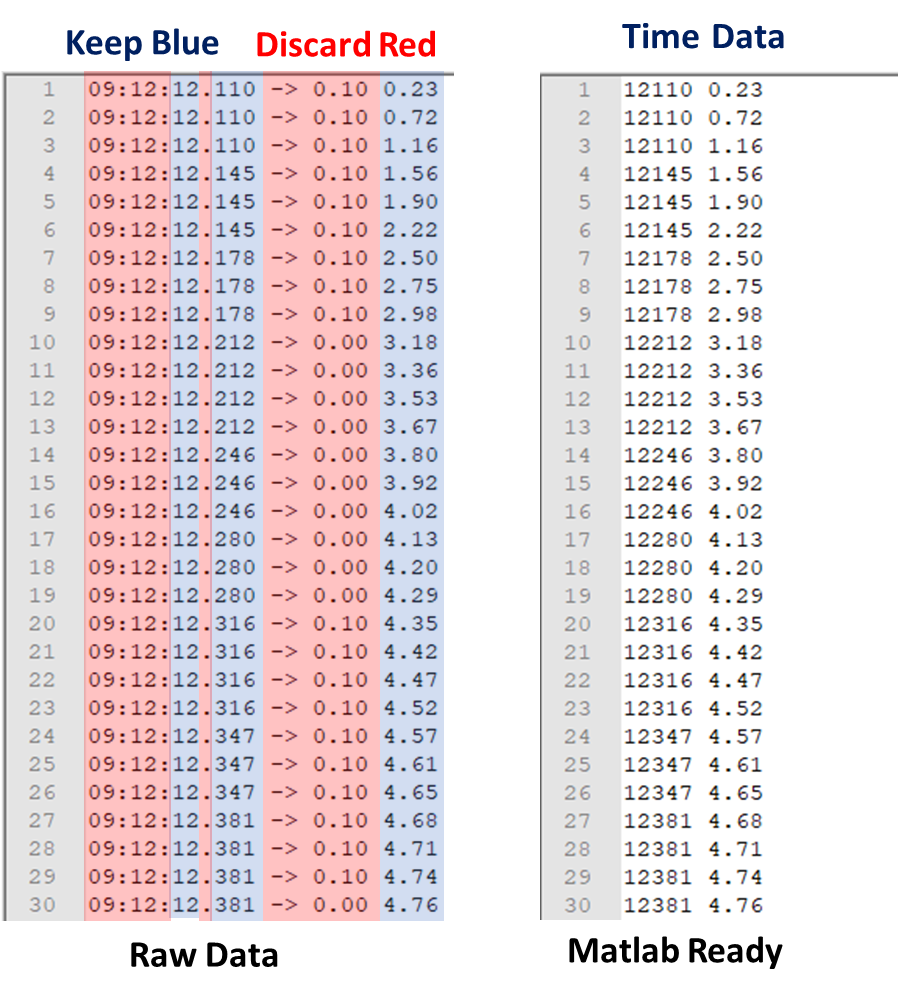 Keep Blue Discard Red
1 09:12:12.110 -> 0.10 0.23
2 09:12:12.110 -> 0.10 0.72
3 09:12:12.110 -> 0.10 1.16
4 09:12:12.145 -> 0.10 1.56
5 09:12:12.145 -> 0.10 1.90
6 09:12:12.145 -> 0.10 2.22
7 09:12:12.178 -> 0.10 2.50
8 09:12:12.178 -> 0.10 2.75
9 09:12:12.178 -> 0.10 2.98
10 09:12:12.212 -> 0.00 3.18
11 09:12:12.212 -> 0.00 3.36
12 09:12:12.212 -> 0.00 3.53
13 09:12:12.212 -> 0.00 3.67
14 09:12:12.246 -> 0.00 3.80
15 09:12:12.246 -> 0.00 3.92
16 09:12:12.246 -> 0.00 4.02
17 09:12:12.280 -> 0.00 4.13
18 09:12:12.280 -> 0.00 4.20
19 09:12:12.280 -> 0.00 4.29
20 09:12:12.316 -> 0.10 4.35
21 09:12:12.316 -> 0.10 4.42
22 09:12:12.316 -> 0.10 4.47
23 09:12:12.316 -> 0.10 4.52
24 09:12:12.347 -> 0.10 4.57
25 09:12:12.347 -> 0.10 4.61
26 09:12:12.347 -> 0.10 4.65
27 09:12:12.381 -> 0.10 4.68
28 09:12:12.381 -> 0.10 4.71
29 09:12:12.381 -> 0.10 4.74
30 09:12:12.381 -> 0.00 4.76
Raw Data
Time Data
1 12110 0.23
2 12110 0.72
3 12110 1.16
4 12145 1.56
5 12145 1.90
6 12145 2.22
7 12178 2.50
8 12178 2.75
9 12178 2.98
10 12212 3.18
11 12212 3.36
12 12212 3.53
13 12212 3.67
14 12246 3.80
15 12246 3.92
16 12246 4.02
17 12280 4.13
18 12280 4.20
19 12280 4.29
20 12316 4.35
21 12316 4.42
22 12316 4.47
23 12316 4.52
24 12347 4.57
25 12347 4.61
26 12347 4.65
27 12381 4.68
28 12381 4.71
29 12381 4.74
30 12381 4.76
Matlab Ready